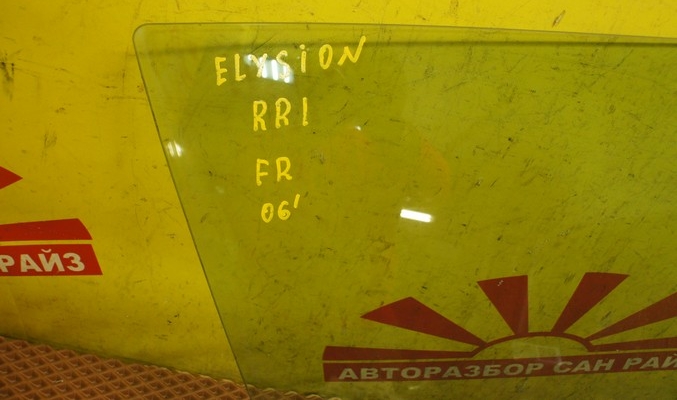 ELYSION
RR1
FR
06'
РАЙЗ
АВТОРАЗБОР САН РАЙ